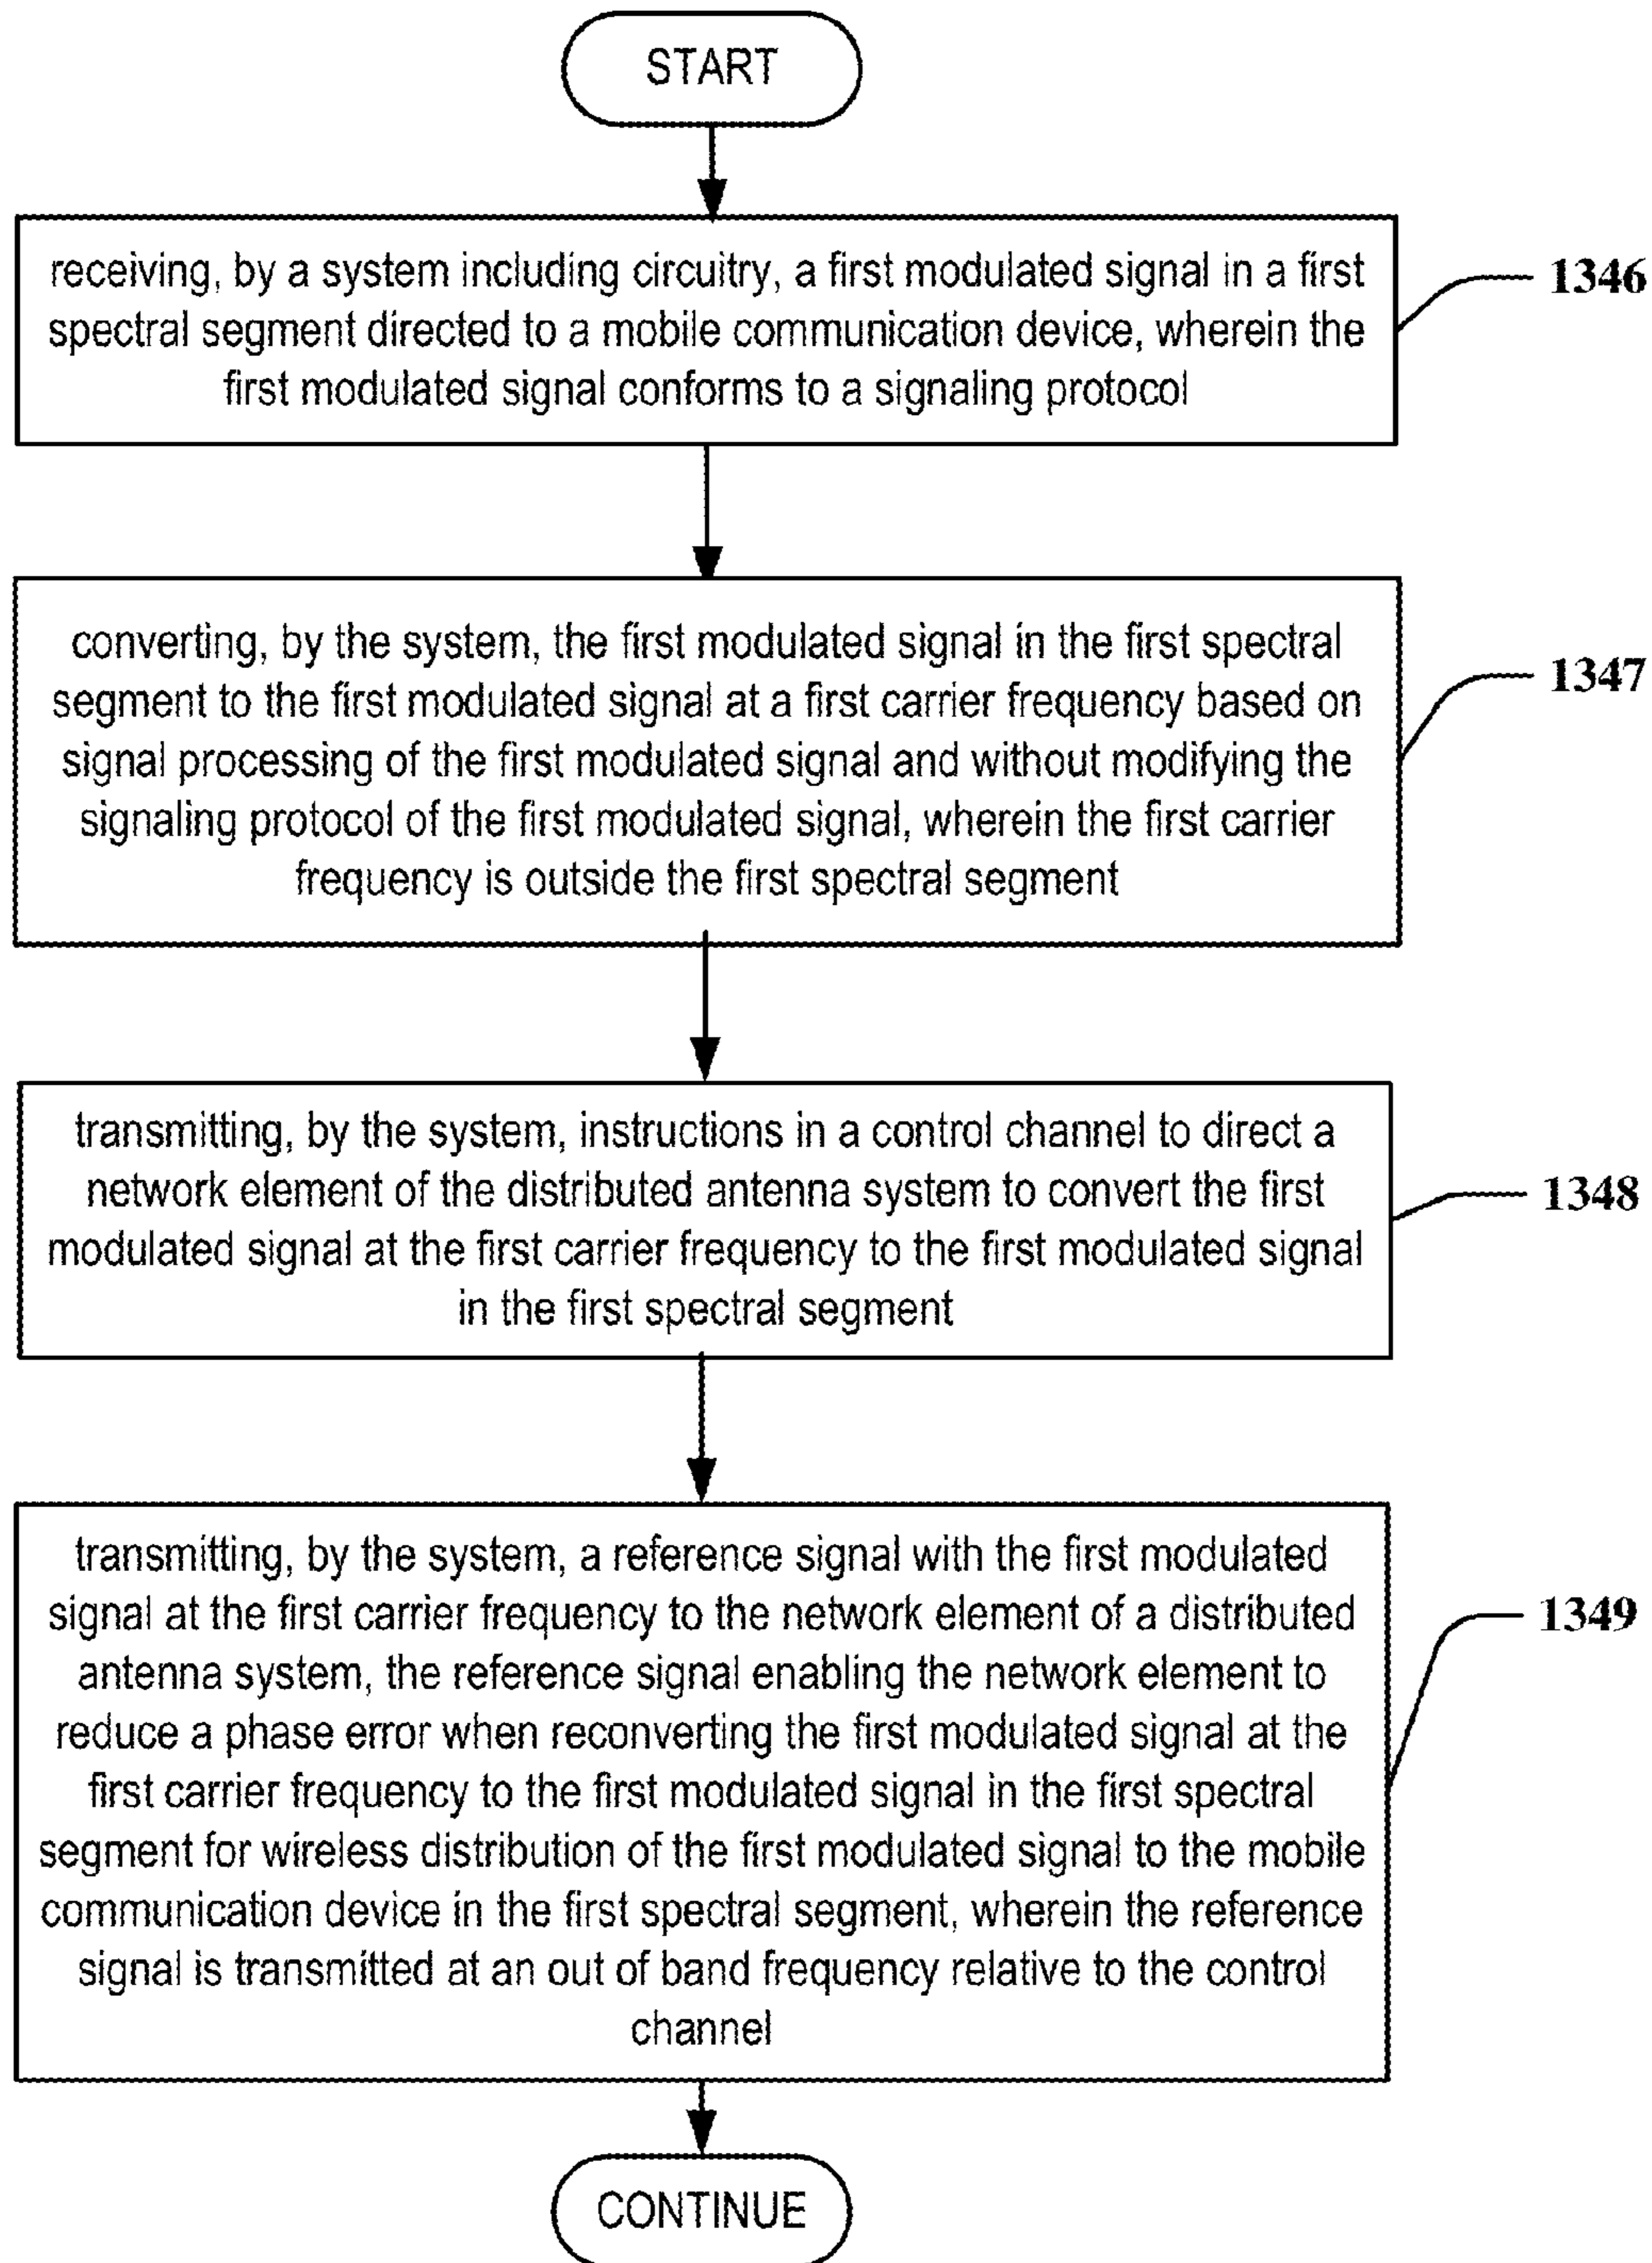 START
receiving, by a system including circuitry, a first modulated signal in a first
spectral segment directed to a mobile communication device, wherein the
first modulated signal conforms to a signaling protocol
1346
converting, by the system, the first modulated signal in the first spectral
segment to the first modulated signal at a first carrier frequency based on
signal processing of the first modulated signal and without modifying the
signaling protocol of the first modulated signal, wherein the first carrier
frequency is outside the first spectral segment
1347
transmitting, by the system, instructions in a control channel to direct a
network element of the distributed antenna system to convert the first
modulated signal at the first carrier frequency to the first modulated signal
in the first spectral segment
1348
transmitting, by the system, a reference signal with the first modulated
signal at the first carrier frequency to the network element of a distributed
antenna system, the reference signal enabling the network element to
reduce a phase error when reconverting the first modulated signal at the
first carrier frequency to the first modulated signal in the first spectral
segment for wireless distribution of the first modulated signal to the mobile
communication device in the first spectral segment, wherein the reference
signal is transmitted at an out of band frequency relative to the control
channel
1349
CONTINUE